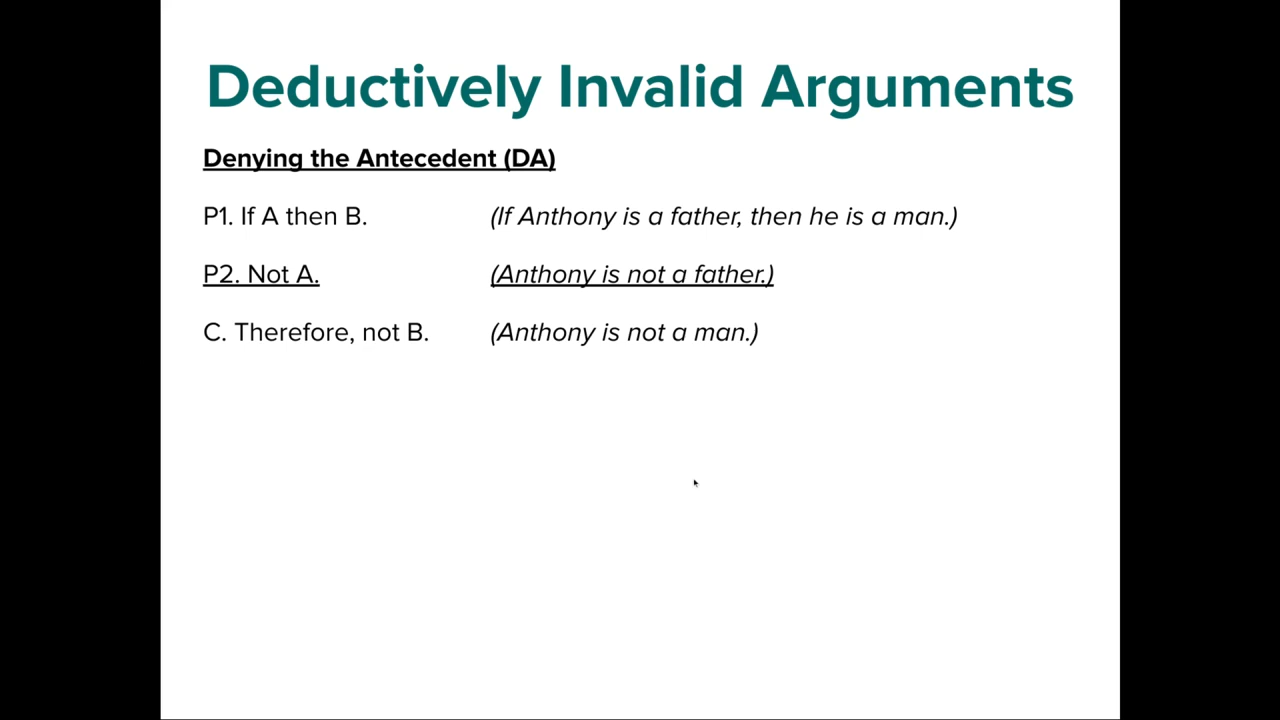 Deductively Invalid Arguments
Denying the Antecedent (DA)
P1. If A then B. (If Anthony is a father, then he is a man.)
P2. Not A. (Anthony is not a father.)
C. Therefore, not B. (Anthony is not a man.)